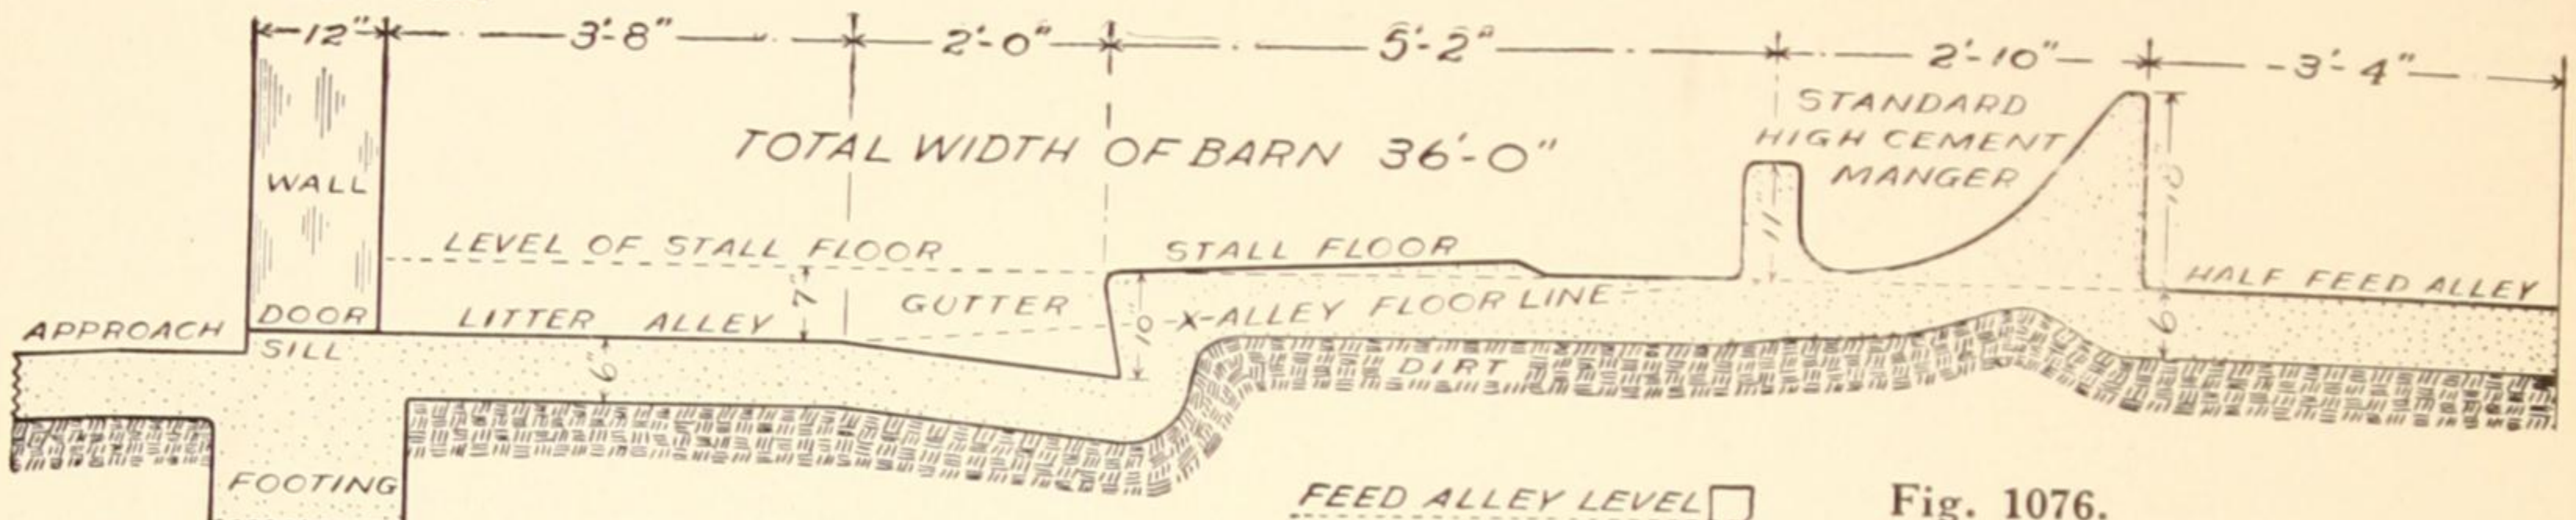 12" 3'-8" 2'-0" 5'-2" 2'-10" 3'-4"
STANDARD
HIGH CEMENT
MANGER
TOTAL WIDTH OF BARN 36'-0"
WALL
11"
LEVEL OF STALL FLOOR
STALL FLOOR
7"
GUTTER
10"
X-ALLEY FLOOR LINE
HALF FEED ALLEY
APPROACH
DOOR
SILL
LITTER ALLEY
6"
6"
DIRT
FOOTING
FEED ALLEY LEVEL
Fig. 1076.